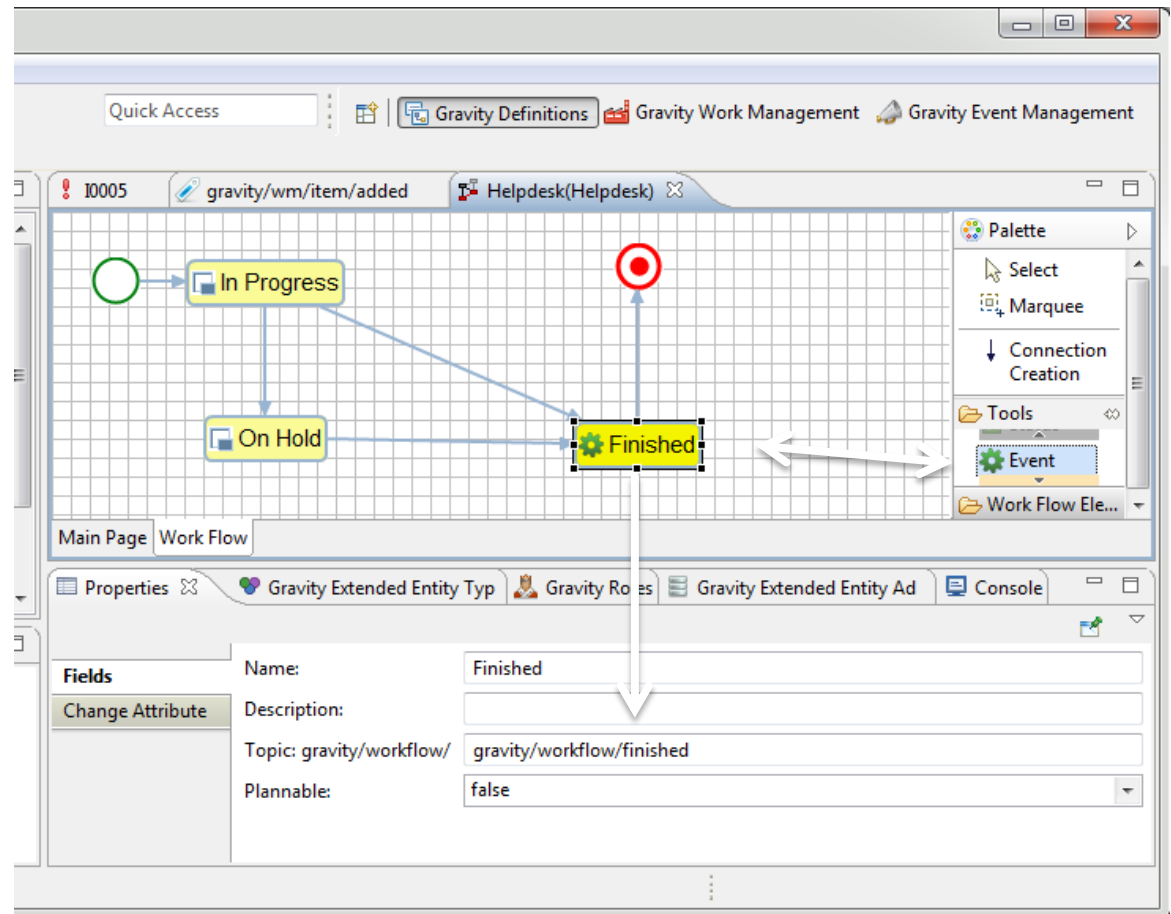 Quick Access
Gravity Definitions
Gravity Work Management
Gravity Event Management
I0005
gravity/wm/item/added
Helpdesk(Helpdesk)
In Progress
On Hold
Finished
Palette
Select
Marquee
Connection
Creation
Tools
Event
Work Flow Ele...
Main Page
Work Flow
Properties
Gravity Extended Entity Typ
Gravity Roles
Gravity Extended Entity Ad
Console
Fields
Change Attribute
Name:
Finished
Description:
Topic: gravity/workflow/
gravity/workflow/finished
Plannable:
false